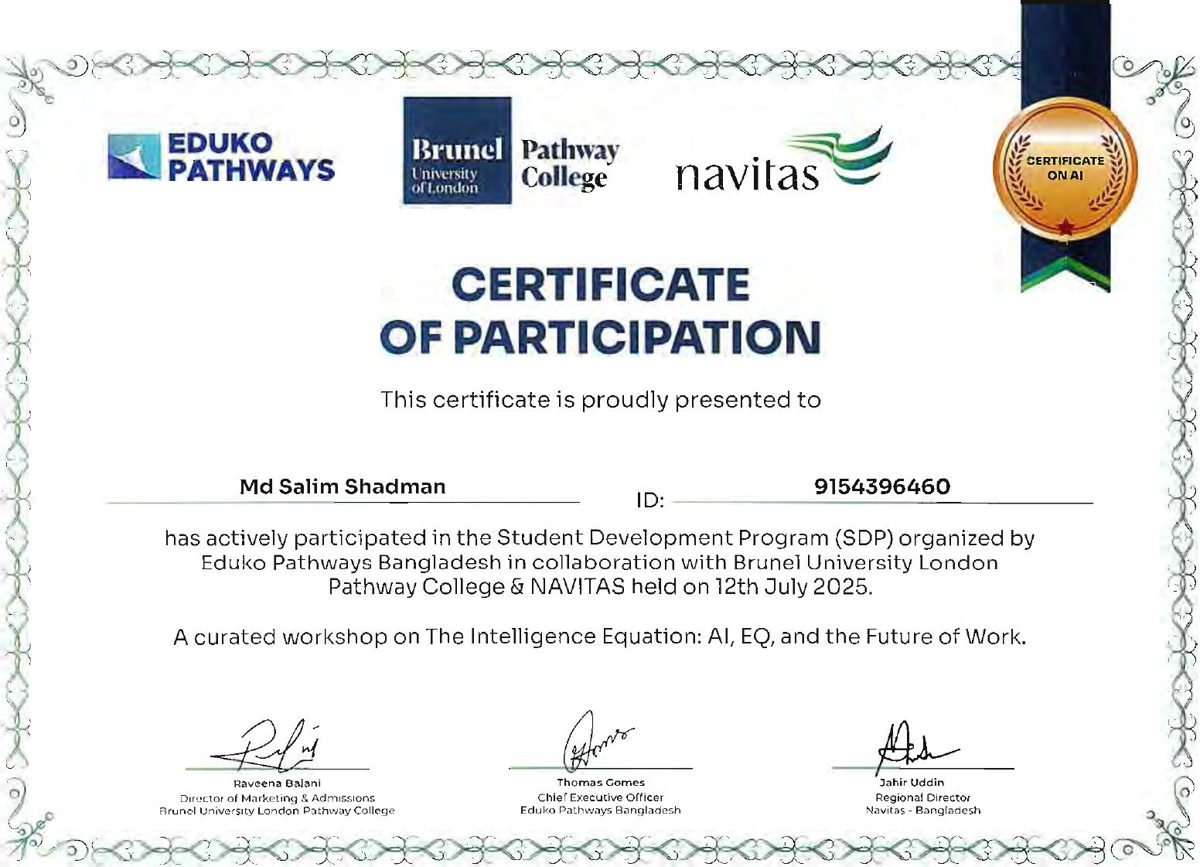 EDUKO
PATHWAYS
Brunel
University
of London
Pathway
College
navitas
CERTIFICATE
ON AI
CERTIFICATE
OF PARTICIPATION
This certificate is proudly presented to
Md Salim Shadman
ID: 9154396460
has actively participated in the Student Development Program (SDP) organized by
Eduko Pathways Bangladesh in collaboration with Brunel University London
Pathway College & NAVITAS held on 12th July 2025.
A curated workshop on The Intelligence Equation: AI, EQ, and the Future of Work.
Raveena Balani
Director of Marketing & Admissions
Brunel University London Pathway College
Thomas Gomes
Chief Executive Officer
Eduko Pathways Bangladesh
Jahir Uddin
Regional Director
Navitas - Bangladesh